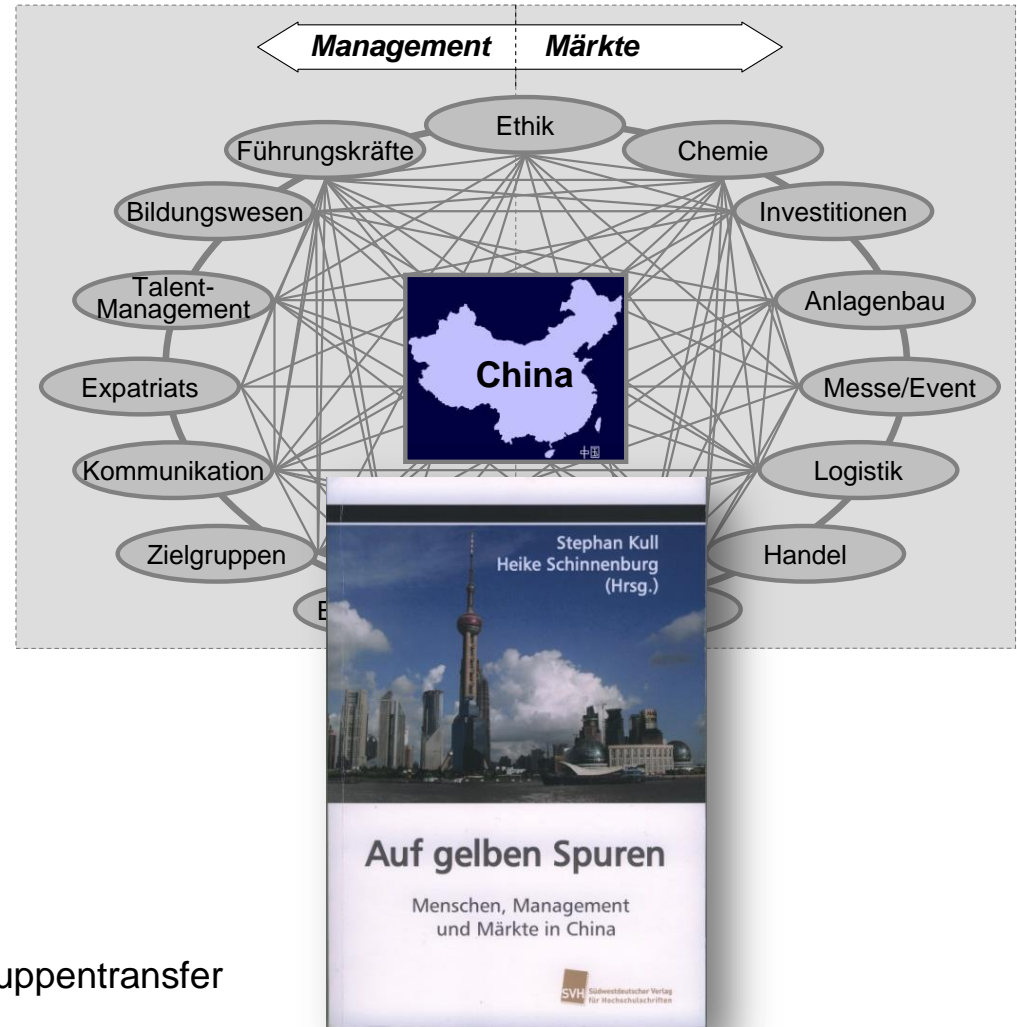 Management
Märkte
Ethik
Führungskräfte
Chemie
Bildungswesen
Investitionen
Talent-
Management
Anlagenbau
China
中国
Expatriats
Messe/Event
Kommunikation
Logistik
Zielgruppen
Handel
Stephan Kull
Heike Schinnenburg
(Hrsg.)
Auf gelben Spuren
Menschen, Management
und Märkte in China
SVH
Südwestdeutscher Verlag
für Hochschulschriften
uppentransfer